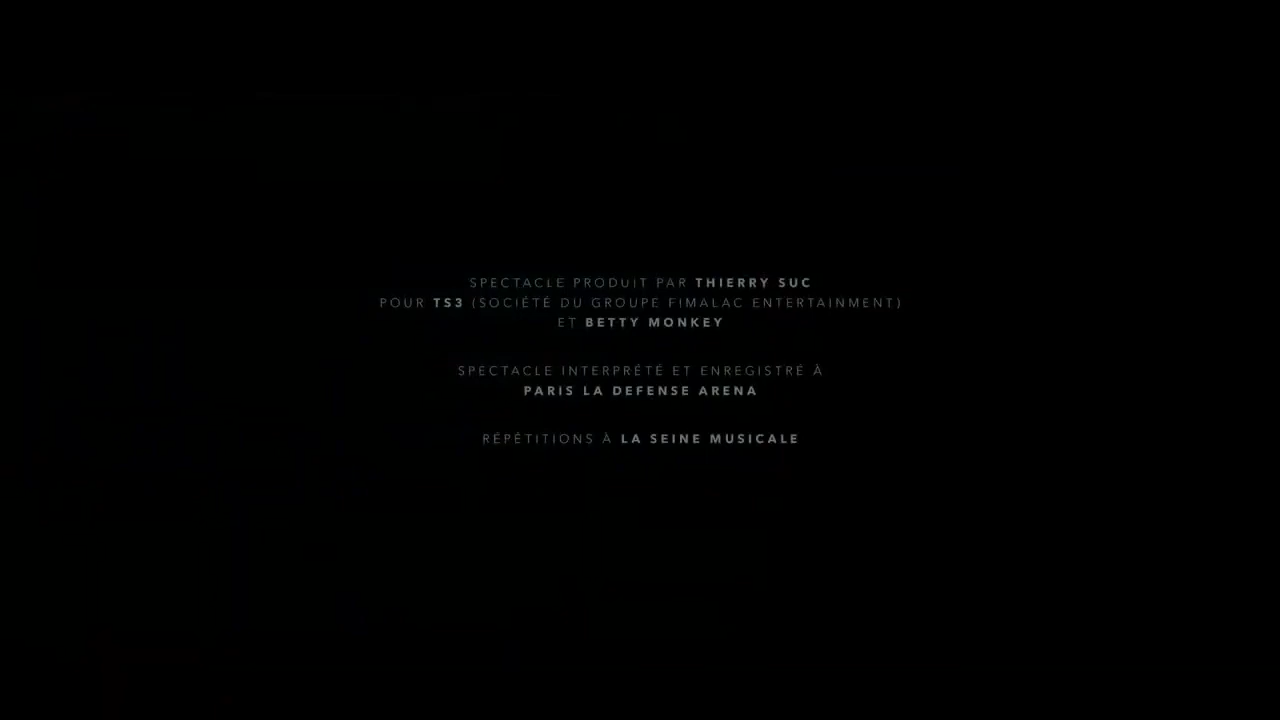 SPECTACLE PRODUIT PAR THIERRY SUC
POUR TS3 (SOCIÉTÉ DU GROUPE FIMALAC ENTERTAINMENT)
ET BETTY MONKEY
SPECTACLE INTERPRÉTÉ ET ENREGISTRÉ À
PARIS LA DEFENSE ARENA
RÉPÉTITIONS À LA SEINE MUSICALE